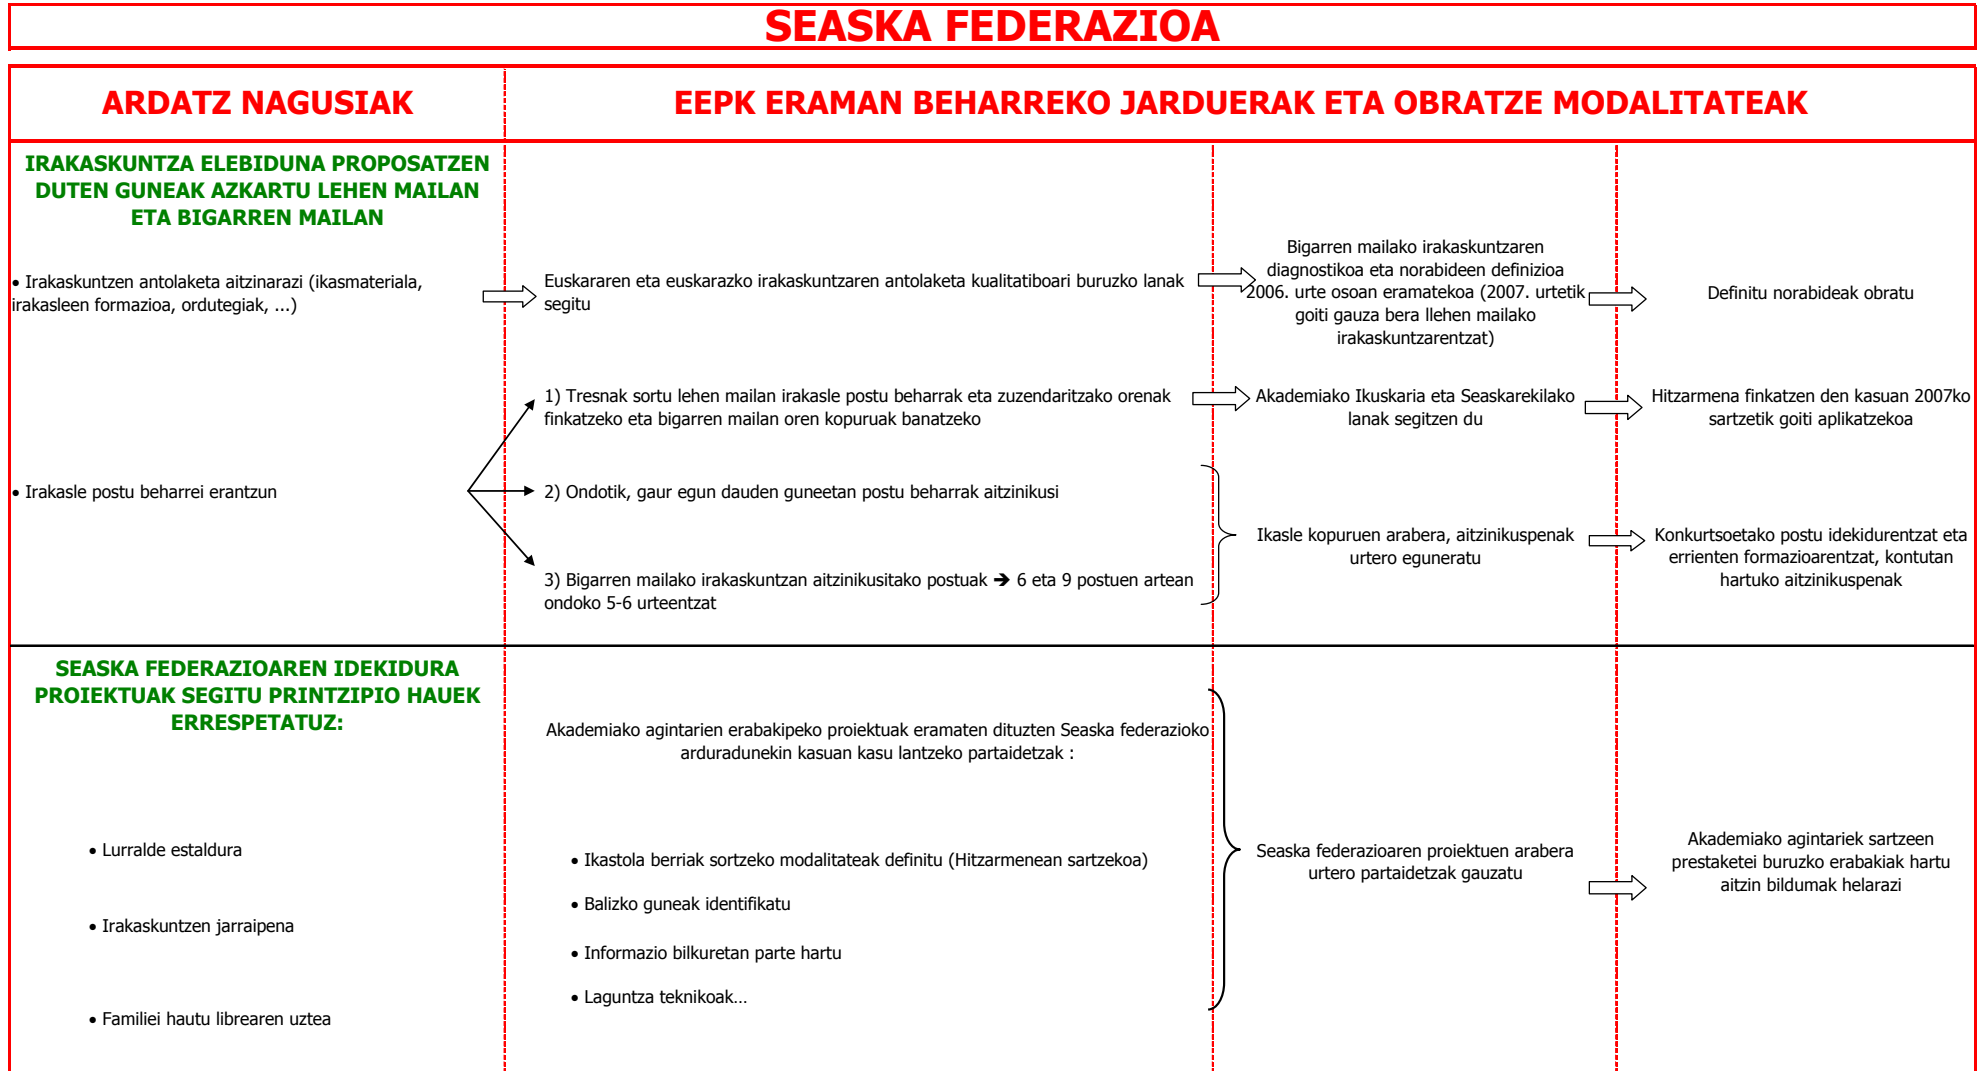 SEASKA FEDERAZIOA
ARDATZ NAGUSIAK
EEPK ERAMAN BEHARREKO JARDUERAK ETA OBRATZE MODALITATEAK
IRAKASKUNTZA ELEBIDUNA PROPOSATZEN
DUTEN GUNEAK AZKARTU LEHEN MAILAN
ETA BIGARREN MAILAN
• Irakaskuntzen antolaketa aitzinarazi (ikasmateriala,
irakasleen formazioa, ordutegiak, ...)
Euskararen eta euskarazko irakaskuntzaren antolaketa kualitatiboari buruzko lanak
segitu
Bigarren mailako irakaskuntzaren
diagnostikoa eta norabideen definizioa
2006. urte osoan eramatekoa (2007. urtetik
goiti gauza bera llehen mailako
irakaskuntzarentzat)
Definitu norabideak obratu
• Irakasle postu beharrei erantzun
1) Tresnak sortu lehen mailan irakasle postu beharrak eta zuzendaritzako orenak
finkatzeko eta bigarren mailan oren kopuruak banatzeko
Akademiako Ikuskaria eta Seaskarekilako
lanak segitzen du
Hitzarmena finkatzen den kasuan 2007ko
sartzetik goiti aplikatzekoa
2) Ondotik, gaur egun dauden guneetan postu beharrak aitzinikusi
3) Bigarren mailako irakaskuntzan aitzinikusitako postuak ➔ 6 eta 9 postuen artean
ondoko 5-6 urteentzat
Ikasle kopuruen arabera, aitzinikuspenak
urtero eguneratu
Konkurtsoetako postu idekidurentzat eta
errienten formazioarentzat, kontutan
hartuko aitzinikuspenak
SEASKA FEDERAZIOAREN IDEKIDURA
PROIEKTUAK SEGITU PRINTZIPIO HAUEK
ERRESPETATUZ:
• Lurralde estaldura
• Irakaskuntzen jarraipena
• Familiei hautu librearen uztea
Akademiako agintarien erabakipeko proiektuak eramaten dituzten Seaska federazioko
arduradunekin kasuan kasu lantzeko partaidetzak :
• Ikastola berriak sortzeko modalitateak definitu (Hitzarmenean sartzekoa)
• Balizko guneak identifikatu
• Informazio bilkuretan parte hartu
• Laguntza teknikoak…
Seaska federazioaren proiektuen arabera
urtero partaidetzak gauzatu
Akademiako agintariek sartzeen
prestaketei buruzko erabakiak hartu
aitzin bildumak helarazi